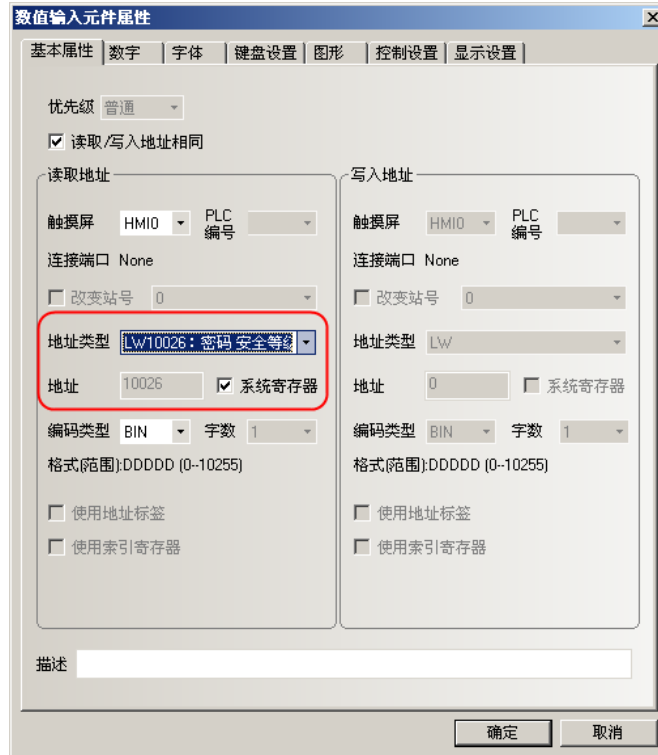 数值输入元件属性
基本属性 数字 字体 键盘设置 图形 控制设置 显示设置
优先级 普通
读取/写入地址相同
读取地址
触摸屏 HMI0 PLC 编号
连接端口 None
改变站号 0
地址类型 LW10026：密码 安全等级
地址 10026 系统寄存器
编码类型 BIN 字数 1
格式(范围):DDDDD (0--10255)
使用地址标签
使用索引寄存器
写入地址
触摸屏 HMI0 PLC 编号
连接端口 None
改变站号 0
地址类型 LW
地址 0 系统寄存器
编码类型 BIN 字数 1
格式(范围):DDDDD (0--10255)
使用地址标签
使用索引寄存器
描述
确定 取消